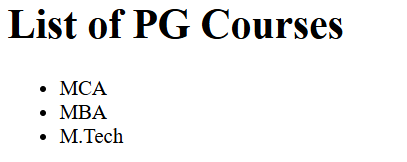 List of PG Courses
• MCA
• MBA
• M.Tech